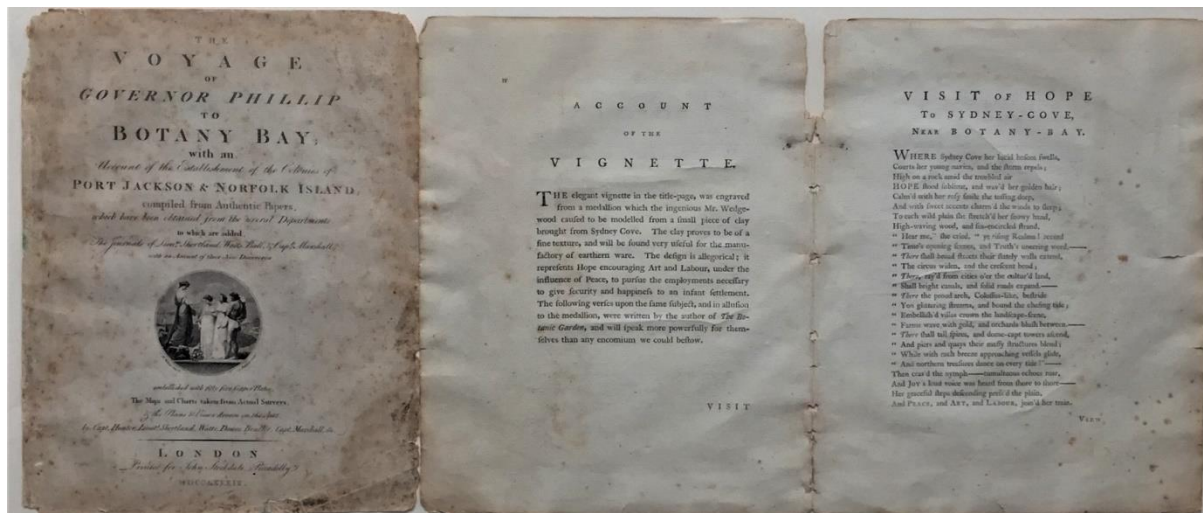 THE
VOYAGE
OF
GOVERNOR PHILLIP
TO
BOTANY BAY;
with an
Account of the Establishment of the Colonies of
PORT JACKSON & NORFOLK ISLAND;
compiled from Authentic Papers,
which have been obtained from the several Departments
to which are added
The Journals of Lieuts. Shortland, Watts, Ball, & Capt. Marshall;
with an Account of their New Discoveries
embellished with fifty five Copper Plates,
The Maps and Charts taken from Actual Surveys,
& the Plans & Views drawn on the Spot,
by Capt. Hunter, Lieuts. Shortland, Watts, Dawes, Bradley, Capt. Marshall, &c.
LONDON
Printed for John Stockdale, Piccadilly
MDCCLXXXIX.
ACCOUNT
OF THE
VIGNETTE.
THE elegant vignette in the title-page, was engraved
from a medallion which the ingenious Mr. Wedge-
wood cauſed to be modelled from a ſmall piece of clay
brought from Sydney Cove. The clay proves to be of a
fine texture, and will be found very uſeful for the manu-
factory of earthern ware. The deſign is allegorical; it
repreſents Hope encouraging Art and Labour, under the
influence of Peace, to purſue the employments neceſſary
to give ſecurity and happineſs to an infant ſettlement.
The following verſes upon the ſame ſubject, and in alluſion
to the medallion, were written by the author of The Bo-
tanic Garden, and will ſpeak more powerfully for them-
ſelves than any encomium we could beſtow.
VISIT
VISIT OF HOPE
TO SYDNEY-COVE,
NEAR BOTANY-BAY.
WHERE Sydney Cove her lucid boſom ſwells,
Courts her young navies, and the ſtorm repels;
High on a rock amid the troubled air
HOPE ſtood ſublime, and wav'd her golden hair;
Calm'd with her roſy ſmile the toſſing deep,
And with ſweet accents charm'd the winds to ſleep;
To each wild plain ſhe ſtretch'd her ſnowy hand,
High-waving wood, and ſea-encircled ſtrand.
" Hear me," ſhe cried, " ye riſing Realms! record
" Time's opening ſcenes, and Truth's unerring word.——
" There ſhall broad ſtreets their ſtately walls extend,
" The circus widen, and the creſcent bend;
" There, ray'd from cities o'er the cultur'd land,
" Shall bright canals, and ſolid roads expand.——
" There the proud arch, Coloſſus-like, beſtride
" Yon glittering ſtreams, and bound the chaſing tide;
" Embelliſh'd villas crown the landſcape-ſcene,
" Farms wave with gold, and orchards bluſh between.——
" There ſhall tall ſpires, and dome-capt towers aſcend,
" And piers and quays their maſſy ſtructures blend;
" While with each breeze approaching veſſels glide,
" And northern treaſures dance on every tide!"——
Then ceas'd the nymph——tumultuous echoes roar,
And JOY's loud voice was heard from ſhore to ſhore——
Her graceful ſteps deſcending preſs'd the plain,
And PEACE, and ART, and LABOUR, join'd her train.
VIEW